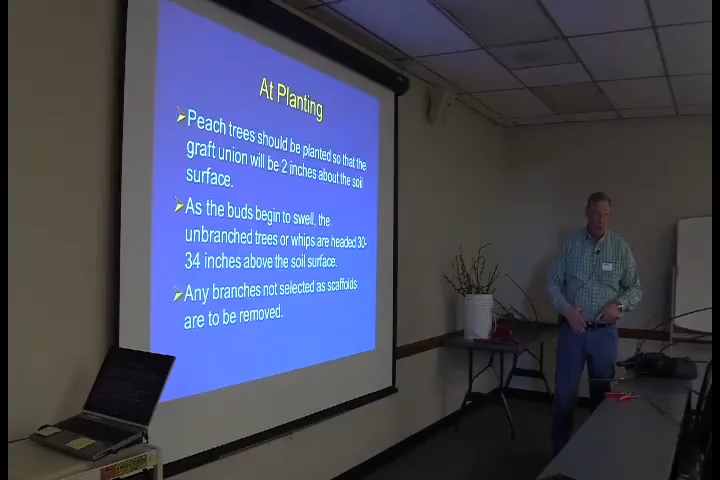 At Planting
Peach trees should be planted so that the
graft union will be 2 inches about the soil
surface.
As the buds begin to swell, the
unbranched trees or whips are headed 30-
34 inches above the soil surface.
Any branches not selected as scaffolds
are to be removed.